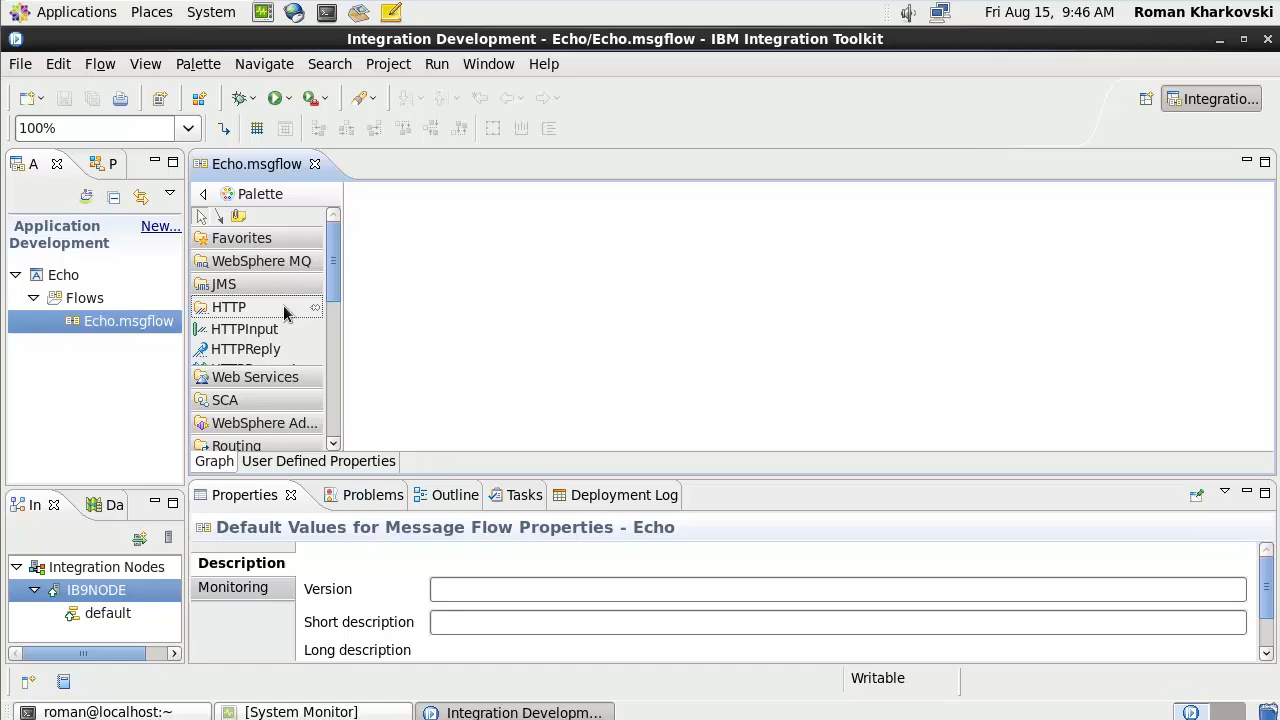 Applications Places System Fri Aug 15, 9:46 AM Roman Kharkovski
Integration Development - Echo/Echo.msgflow - IBM Integration Toolkit
File Edit Flow View Palette Navigate Search Project Run Window Help
Integratio...
100%
A P
Echo.msgflow
Palette
Application Development New...
Echo
Flows
Echo.msgflow
Favorites
WebSphere MQ
JMS
HTTP
HTTPInput
HTTPReply
Web Services
SCA
WebSphere Ad...
Routing
Graph User Defined Properties
In Da
Integration Nodes
IB9NODE
default
Properties Problems Outline Tasks Deployment Log
Default Values for Message Flow Properties - Echo
Description
Monitoring
Version
Short description
Long description
Writable
roman@localhost:~ [System Monitor] Integration Developm...